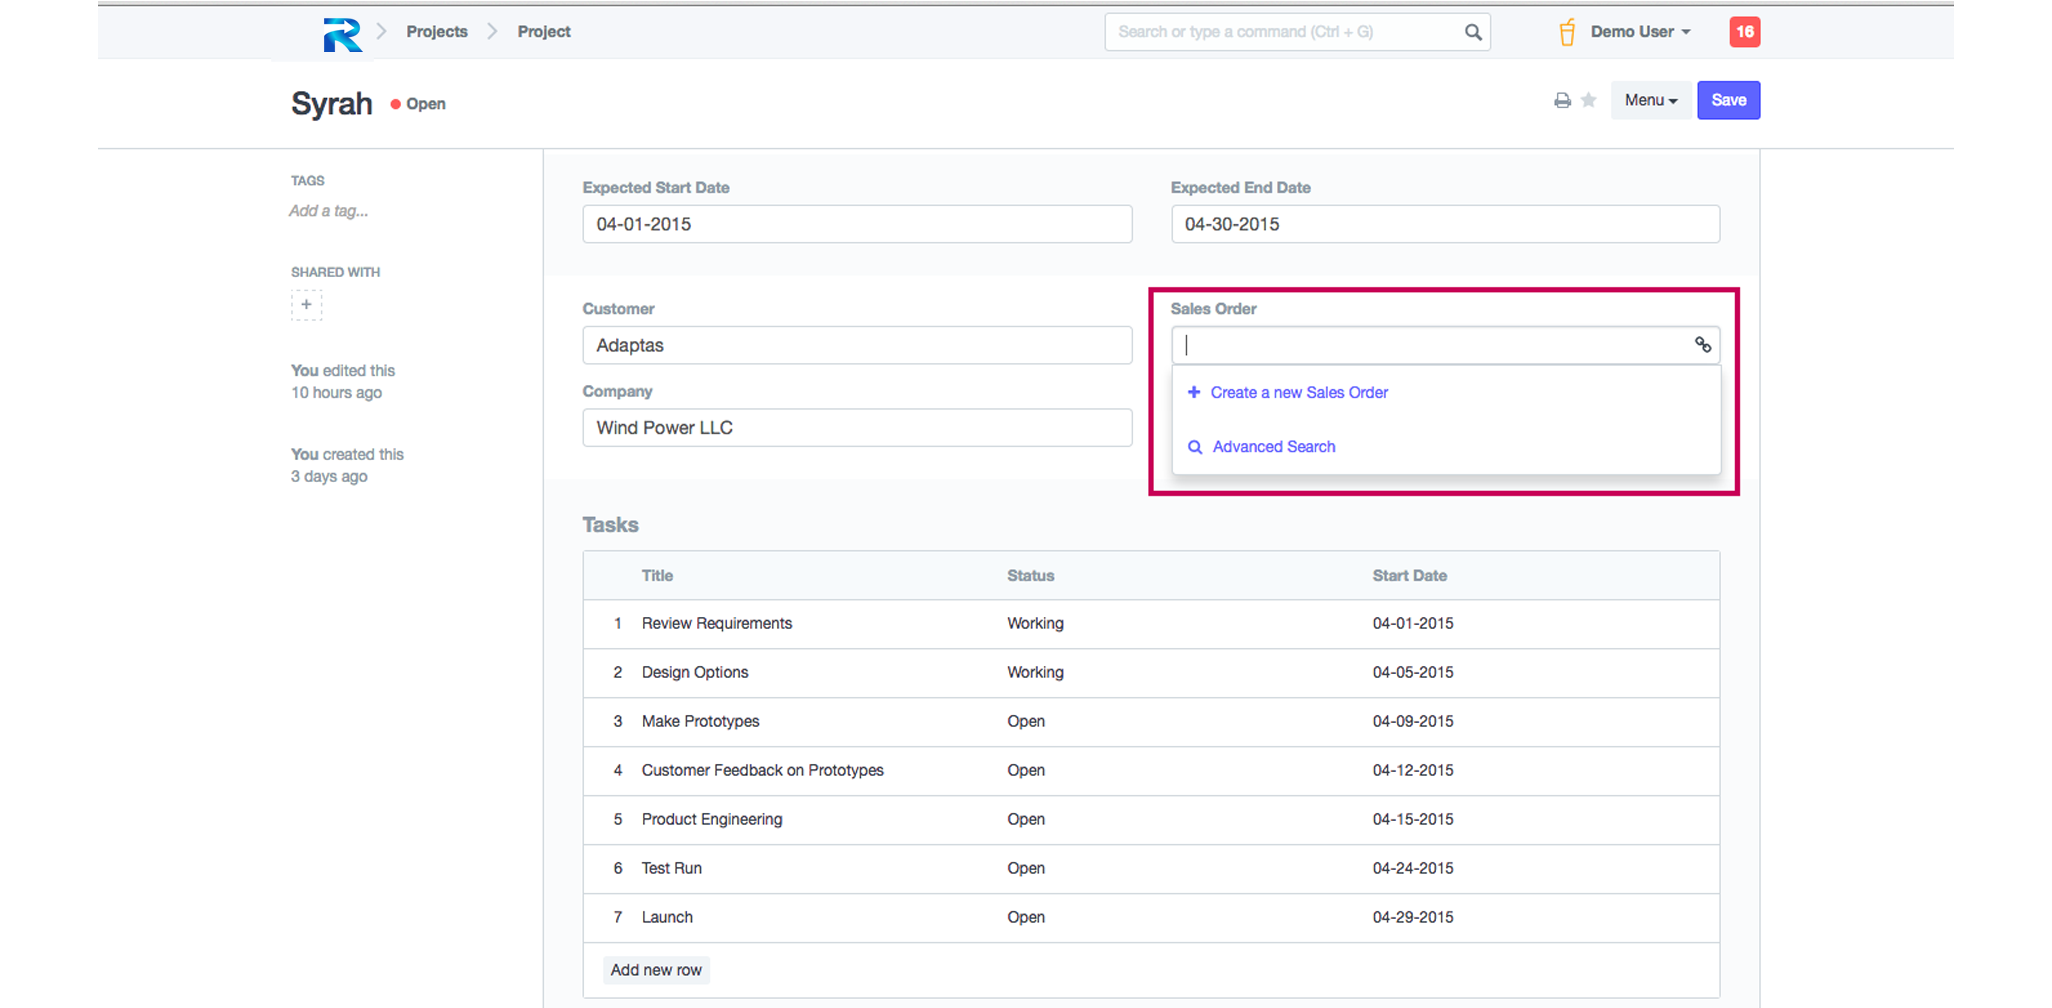 Projects Project Search or type a command (Ctrl + G) Demo User 16
Syrah Open Menu Save
TAGS
Add a tag...
SHARED WITH
+
You edited this
10 hours ago
You created this
3 days ago
Expected Start Date Expected End Date
04-01-2015 04-30-2015
Customer Sales Order
Adaptas
Create a new Sales Order
Company
Wind Power LLC
Advanced Search
Tasks
Title Status Start Date
1 Review Requirements Working 04-01-2015
2 Design Options Working 04-05-2015
3 Make Prototypes Open 04-09-2015
4 Customer Feedback on Prototypes Open 04-12-2015
5 Product Engineering Open 04-15-2015
6 Test Run Open 04-24-2015
7 Launch Open 04-29-2015
Add new row